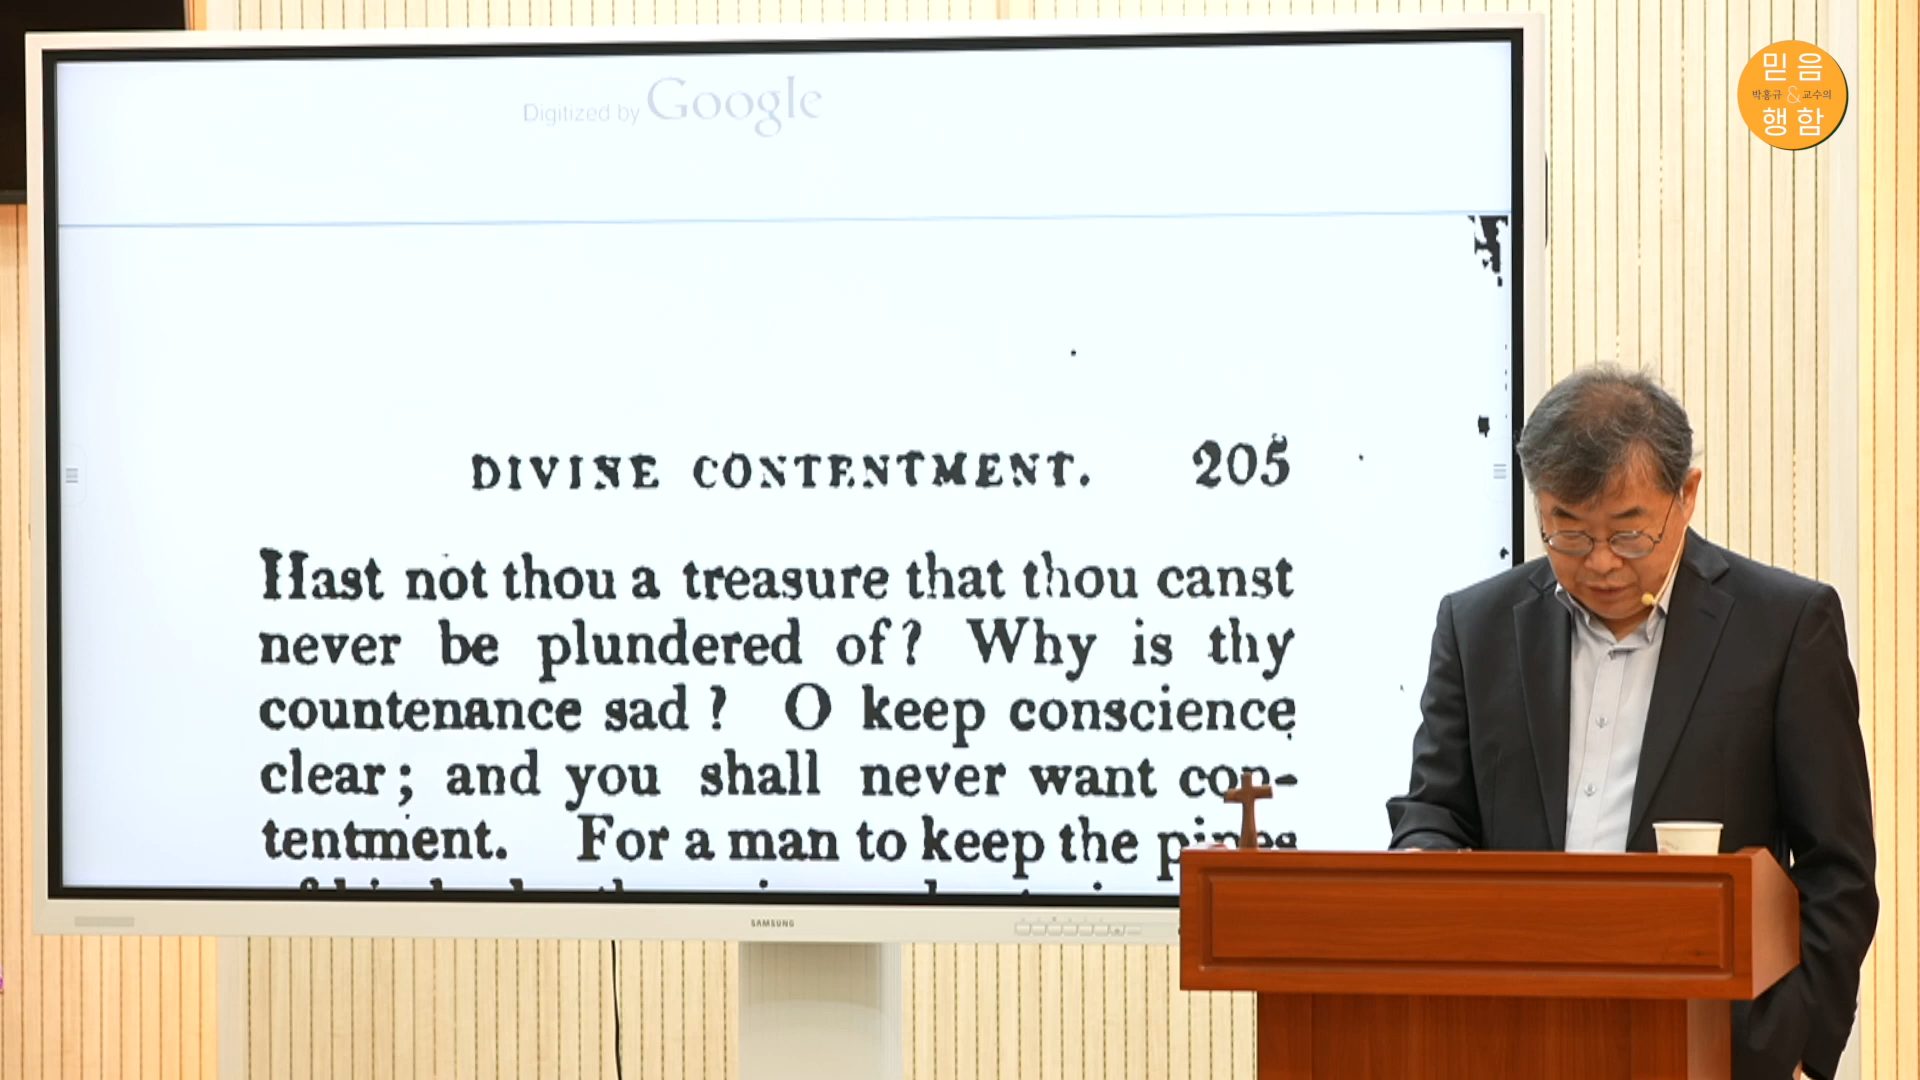 Digitized by Google
DIVINE CONTENTMENT. 205
Hast not thou a treasure that thou canst
never be plundered of? Why is thy
countenance sad? O keep conscience
clear; and you shall never want con-
tentment. For a man to keep the pipes
SAMSUNG
믿음
박홍규 & 교수의
행함